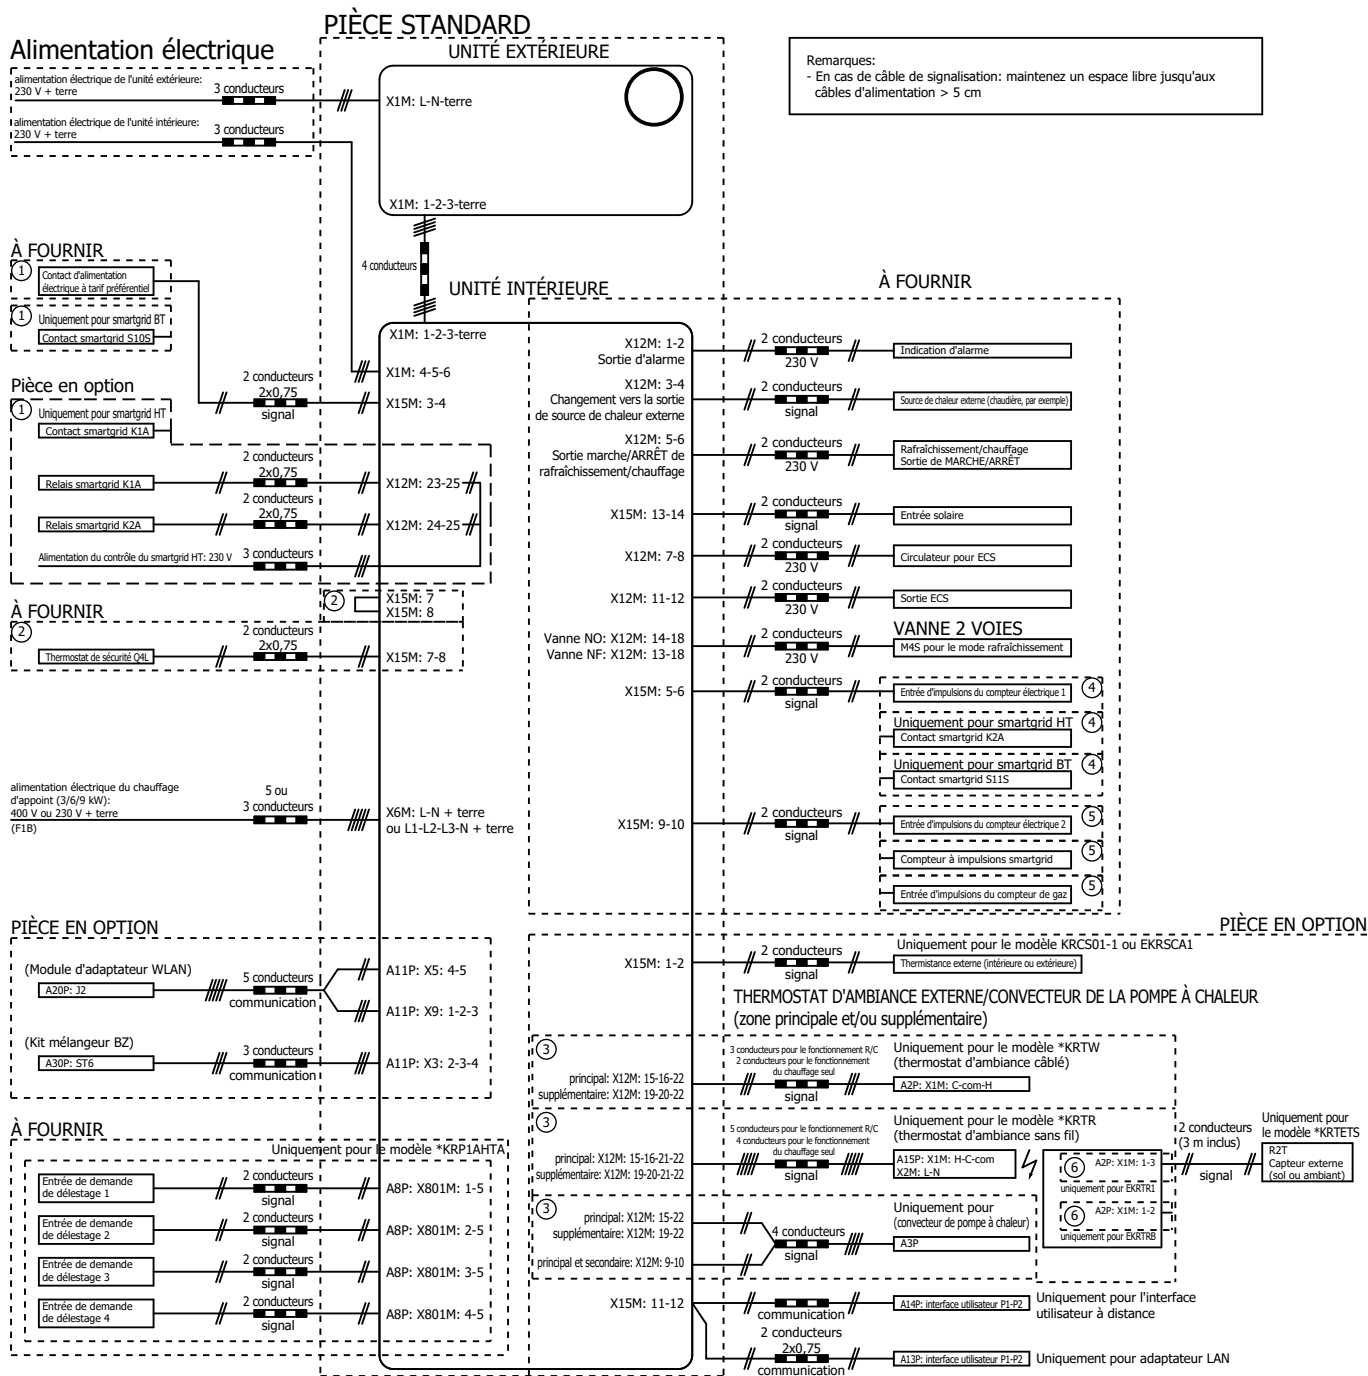 PIÈCE STANDARD
Alimentation électrique
alimentation électrique de l'unité extérieure:
230 V + terre
3 conducteurs
alimentation électrique de l'unité intérieure:
230 V + terre
3 conducteurs
UNITÉ EXTÉRIEURE
X1M: L-N-terre
X1M: 1-2-3-terre
Remarques:
- En cas de câble de signalisation: maintenez un espace libre jusqu'aux
câbles d'alimentation > 5 cm
4 conducteurs
UNITÉ INTÉRIEURE
X1M: 1-2-3-terre
À FOURNIR
1
Contact d'alimentation
électrique à tarif préférentiel
1
Uniquement pour smartgrid BT
Contact smartgrid S10S
X1M: 4-5-6
2 conducteurs
2x0,75
signal
X15M: 3-4
Pièce en option
1
Uniquement pour smartgrid HT
Contact smartgrid K1A
2 conducteurs
2x0,75
Relais smartgrid K1A
X12M: 23-25
2 conducteurs
2x0,75
Relais smartgrid K2A
X12M: 24-25
Alimentation du contrôle du smartgrid HT: 230 V
3 conducteurs
2
X15M: 7
X15M: 8
À FOURNIR
2
Thermostat de sécurité Q4L
2 conducteurs
2x0,75
X15M: 7-8
alimentation électrique du chauffage
d'appoint (3/6/9 kW):
400 V ou 230 V + terre
(F1B)
5 ou
3 conducteurs
X6M: L-N + terre
ou L1-L2-L3-N + terre
PIÈCE EN OPTION
(Module d'adaptateur WLAN)
A20P: J2
5 conducteurs
communication
A11P: X5: 4-5
A11P: X9: 1-2-3
(Kit mélangeur BZ)
A30P: ST6
3 conducteurs
communication
A11P: X3: 2-3-4
À FOURNIR
Uniquement pour le modèle *KRP1AHTA
Entrée de demande
de délestage 1
2 conducteurs
signal
A8P: X801M: 1-5
Entrée de demande
de délestage 2
2 conducteurs
signal
A8P: X801M: 2-5
Entrée de demande
de délestage 3
2 conducteurs
signal
A8P: X801M: 3-5
Entrée de demande
de délestage 4
2 conducteurs
signal
A8P: X801M: 4-5
À FOURNIR
X12M: 1-2
Sortie d'alarme
2 conducteurs
230 V
Indication d'alarme
X12M: 3-4
Changement vers la sortie
de source de chaleur externe
2 conducteurs
signal
Source de chaleur externe (chaudière, par exemple)
X12M: 5-6
Sortie marche/ARRÊT de
rafraîchissement/chauffage
2 conducteurs
230 V
Rafraîchissement/chauffage
Sortie de MARCHE/ARRÊT
X15M: 13-14
2 conducteurs
signal
Entrée solaire
X12M: 7-8
2 conducteurs
230 V
Circulateur pour ECS
X12M: 11-12
2 conducteurs
230 V
Sortie ECS
Vanne NO: X12M: 14-18
Vanne NF: X12M: 13-18
2 conducteurs
230 V
VANNE 2 VOIES
M4S pour le mode rafraîchissement
X15M: 5-6
2 conducteurs
signal
Entrée d'impulsions du compteur électrique 1
4
Uniquement pour smartgrid HT
Contact smartgrid K2A
4
Uniquement pour smartgrid BT
Contact smartgrid S11S
4
X15M: 9-10
2 conducteurs
signal
Entrée d'impulsions du compteur électrique 2
5
Compteur à impulsions smartgrid
5
Entrée d'impulsions du compteur de gaz
5
PIÈCE EN OPTION
X15M: 1-2
2 conducteurs
signal
Uniquement pour le modèle KRCS01-1 ou EKRSCA1
Thermistance externe (intérieure ou extérieure)
THERMOSTAT D'AMBIANCE EXTERNE/CONVECTEUR DE LA POMPE À CHALEUR
(zone principale et/ou supplémentaire)
3
principal: X12M: 15-16-22
supplémentaire: X12M: 19-20-22
3 conducteurs pour le fonctionnement R/C
2 conducteurs pour le fonctionnement
du chauffage seul
signal
Uniquement pour le modèle *KRTW
(thermostat d'ambiance câblé)
A2P: X1M: C-com-H
3
principal: X12M: 15-16-21-22
supplémentaire: X12M: 19-20-21-22
5 conducteurs pour le fonctionnement R/C
4 conducteurs pour le fonctionnement
du chauffage seul
signal
Uniquement pour le modèle *KRTR
(thermostat d'ambiance sans fil)
A15P: X1M: H-C-com
X2M: L-N
6
A2P: X1M: 1-3
uniquement pour EKRTR1
6
A2P: X1M: 1-2
uniquement pour EKRTRB
2 conducteurs
(3 m inclus)
signal
Uniquement pour
le modèle *KRTETS
R2T
Capteur externe
(sol ou ambiant)
3
principal: X12M: 15-22
supplémentaire: X12M: 19-22
principal et secondaire: X12M: 9-10
4 conducteurs
signal
Uniquement pour
(convecteur de pompe à chaleur)
A3P
X15M: 11-12
communication
A14P: interface utilisateur P1-P2
Uniquement pour l'interface
utilisateur à distance
2 conducteurs
2x0,75
communication
A13P: interface utilisateur P1-P2
Uniquement pour adaptateur LAN